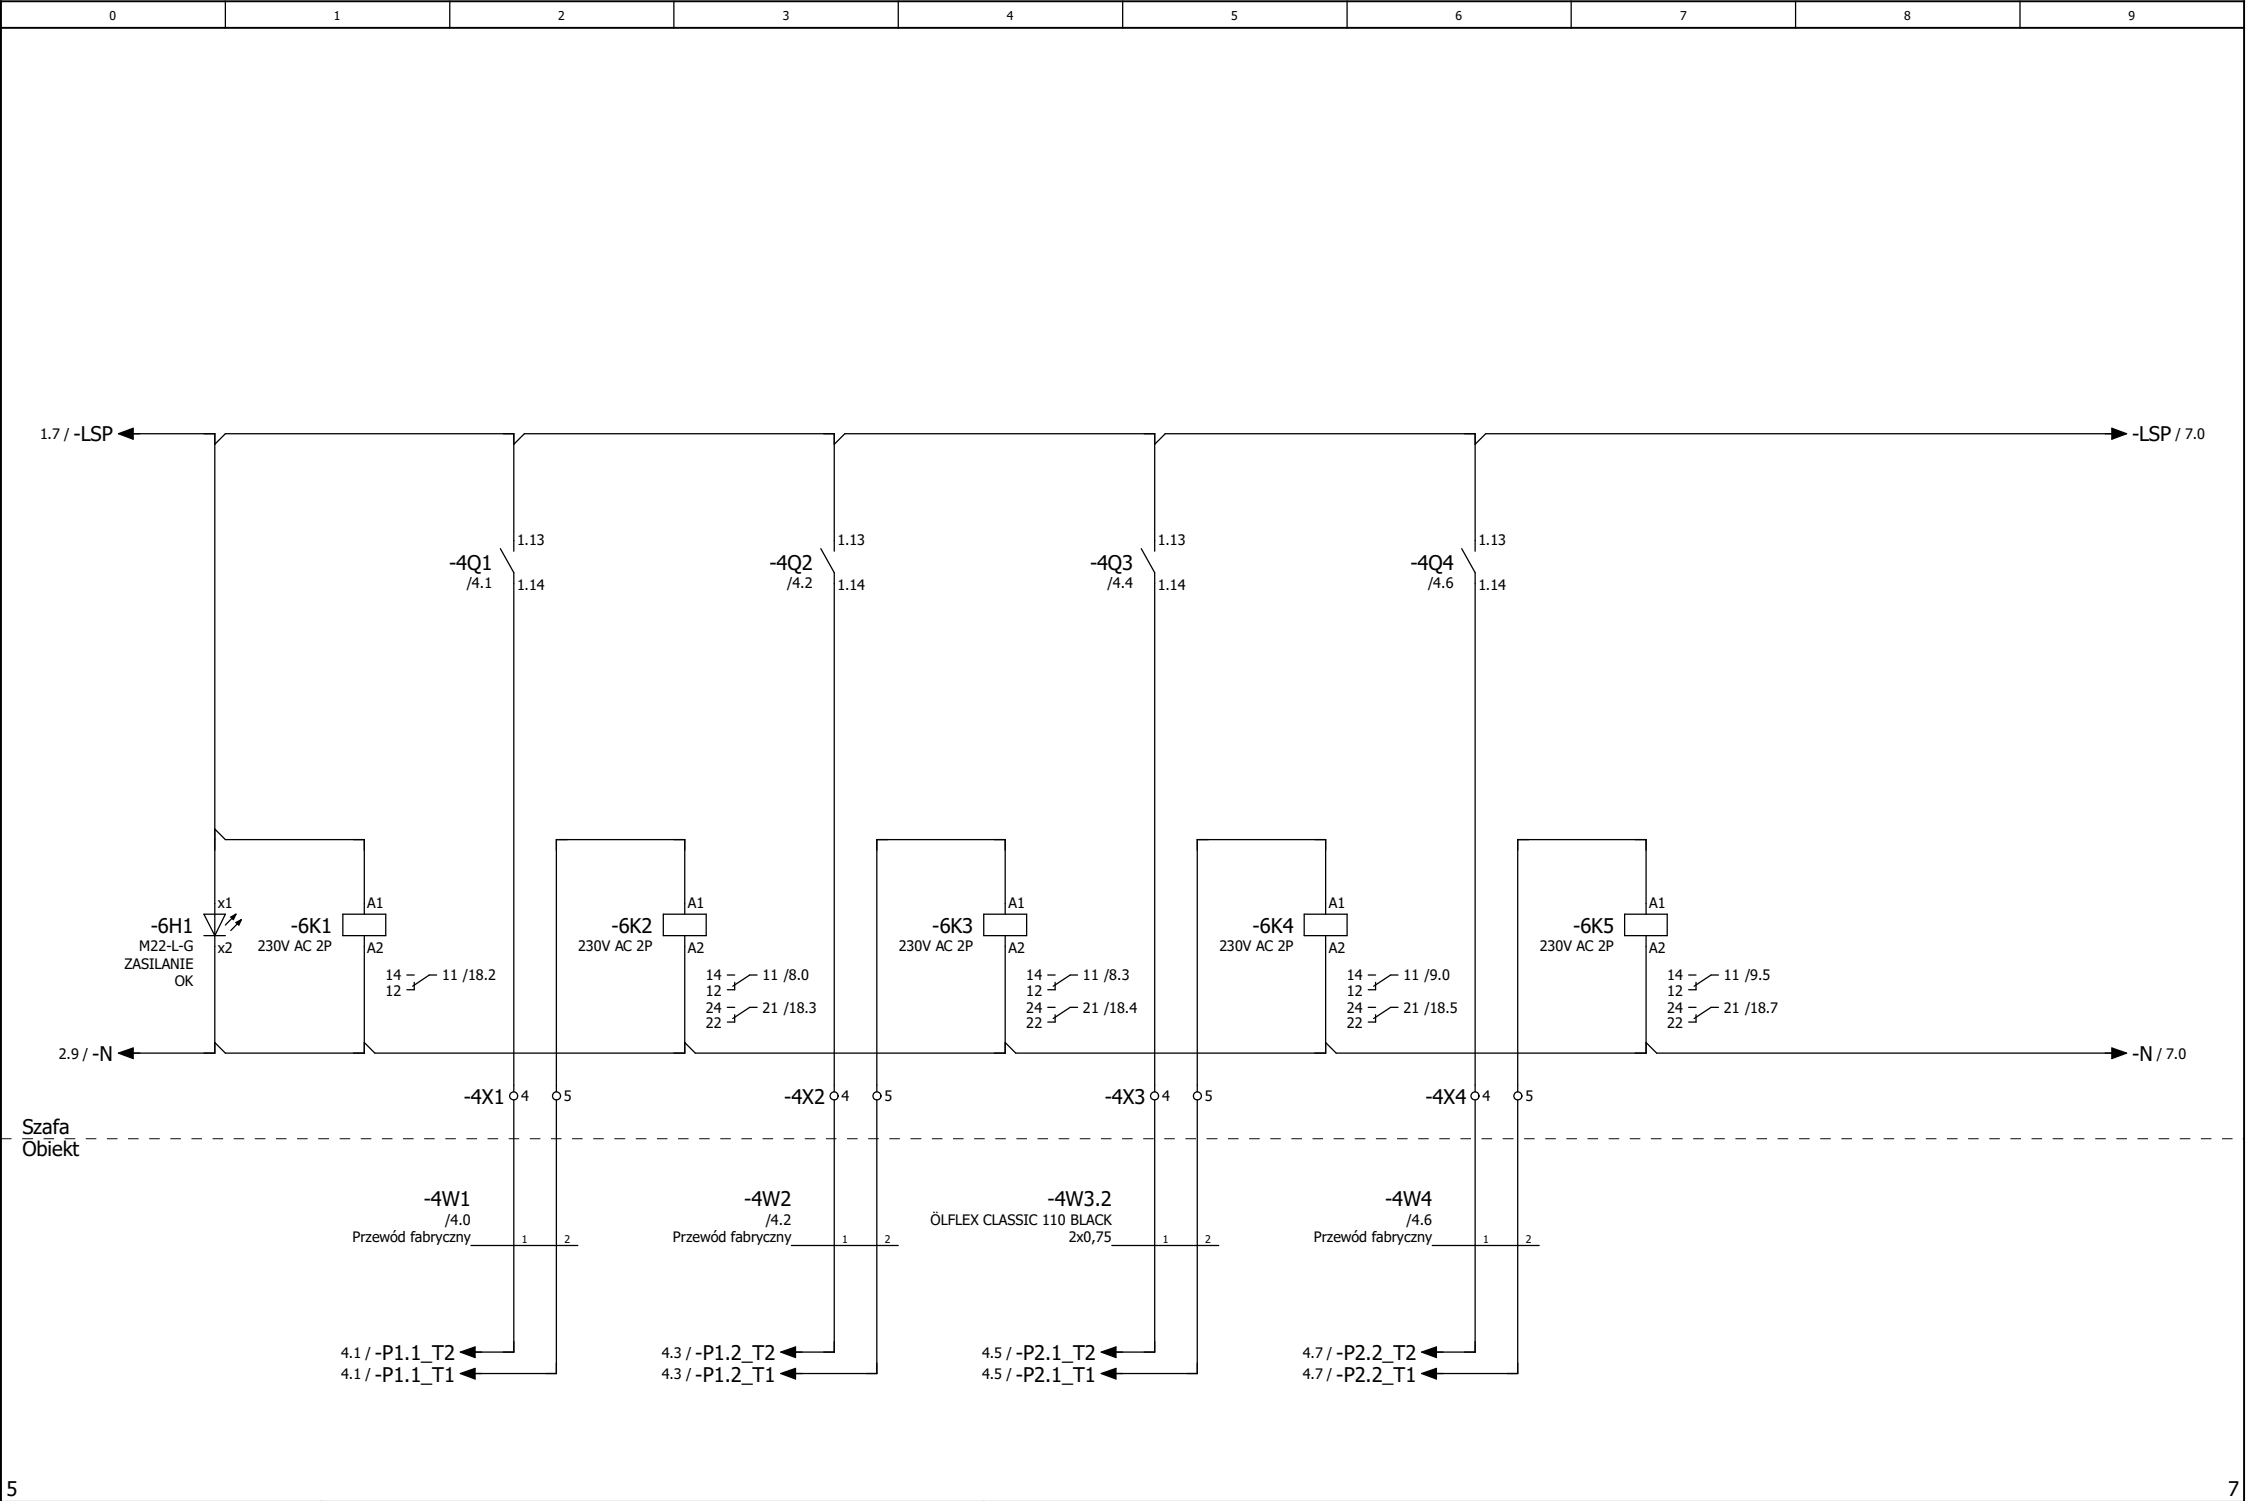 0 1 2 3 4 5 6 7 8 9
1.7 / -LSP
-LSP / 7.0
-4Q1
/4.1
1.13
1.14
-4Q2
/4.2
1.13
1.14
-4Q3
/4.4
1.13
1.14
-4Q4
/4.6
1.13
1.14
-6H1
M22-L-G
ZASILANIE
OK
x1
x2
-6K1
230V AC 2P
A1
A2
14 11 /18.2
12
-6K2
230V AC 2P
A1
A2
14 11 /8.0
12
24 21 /18.3
22
-6K3
230V AC 2P
A1
A2
14 11 /8.3
12
24 21 /18.4
22
-6K4
230V AC 2P
A1
A2
14 11 /9.0
12
24 21 /18.5
22
-6K5
230V AC 2P
A1
A2
14 11 /9.5
12
24 21 /18.7
22
2.9 / -N
-N / 7.0
-4X1 4 5
-4X2 4 5
-4X3 4 5
-4X4 4 5
Szafa
Obiekt
-4W1
/4.0
Przewód fabryczny 1 2
-4W2
/4.2
Przewód fabryczny 1 2
-4W3.2
ÖLFLEX CLASSIC 110 BLACK
2x0,75 1 2
-4W4
/4.6
Przewód fabryczny 1 2
4.1 / -P1.1_T2
4.1 / -P1.1_T1
4.3 / -P1.2_T2
4.3 / -P1.2_T1
4.5 / -P2.1_T2
4.5 / -P2.1_T1
4.7 / -P2.2_T2
4.7 / -P2.2_T1
5
7